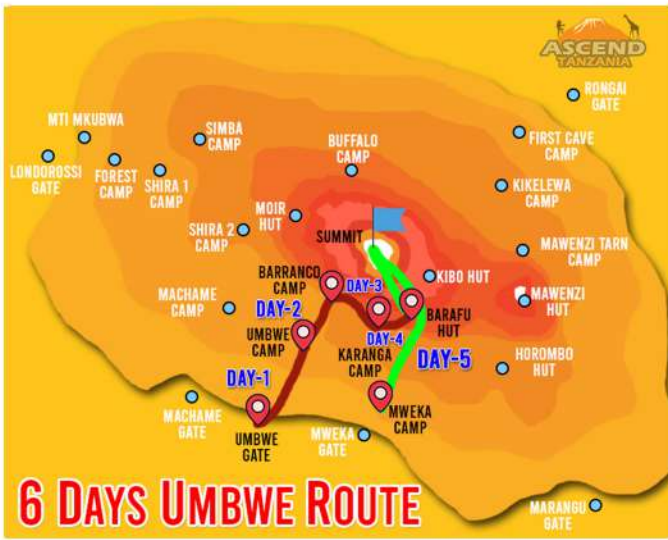 ASCEND
TANZANIA
RONGAI
GATE
MTI MKUBWA
SIMBA
CAMP
FIRST CAVE
CAMP
BUFFALO
CAMP
LONDOROSSI
GATE
FOREST
CAMP
SHIRA 1
CAMP
KIKELEWA
CAMP
MOIR
HUT
SHIRA 2
CAMP
SUMMIT
MAWENZI TARN
CAMP
BARRANCO
CAMP
DAY-3
KIBO HUT
MACHAME
CAMP
DAY-2
MAWENZI
HUT
UMBWE
CAMP
BARAFU
HUT
DAY-4
KARANGA
CAMP
DAY-5
HOROMBO
HUT
DAY-1
MACHAME
GATE
UMBWE
GATE
MWEKA
CAMP
MWEKA
GATE
6 DAYS UMBWE ROUTE
MARANGU
GATE